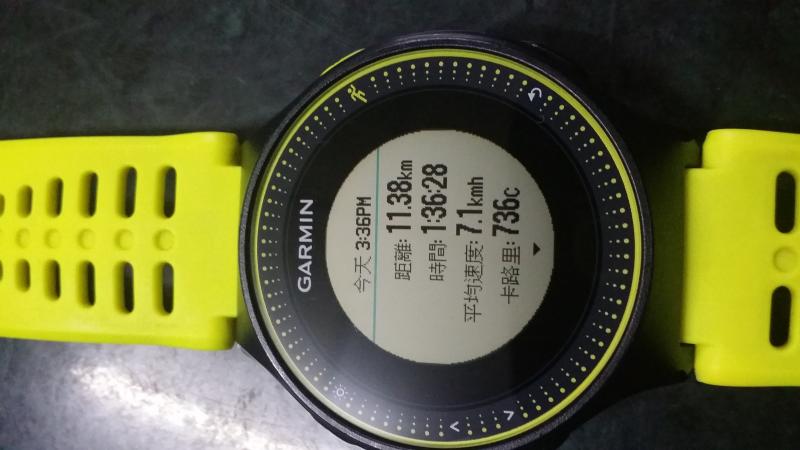 GARMIN
今天 3:36PM
距離: 11.38km
時間: 1:36:28
平均速度: 7.1kmh
卡路里: 736c